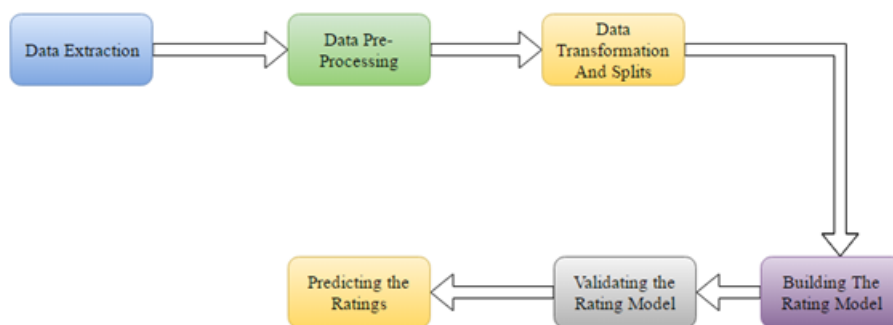 Data Extraction
Data Pre-
Processing
Data
Transformation
And Splits
Building The
Rating Model
Validating the
Rating Model
Predicting the
Ratings